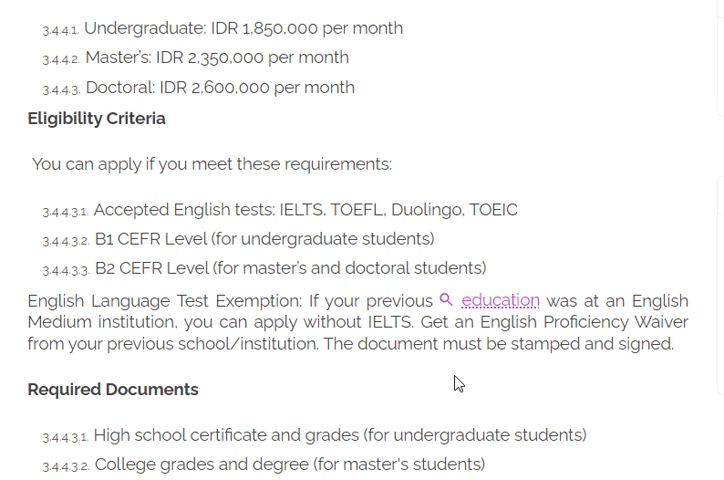 3.4.4.1. Undergraduate: IDR 1,850,000 per month
3.4.4.2. Master's: IDR 2,350,000 per month
3.4.4.3. Doctoral: IDR 2,600,000 per month
Eligibility Criteria
You can apply if you meet these requirements:
3.4.4.3.1. Accepted English tests: IELTS, TOEFL, Duolingo, TOEIC
3.4.4.3.2. B1 CEFR Level (for undergraduate students)
3.4.4.3.3. B2 CEFR Level (for master's and doctoral students)
English Language Test Exemption: If your previous education was at an English
Medium institution, you can apply without IELTS. Get an English Proficiency Waiver
from your previous school/institution. The document must be stamped and signed.
Required Documents
3.4.4.3.1. High school certificate and grades (for undergraduate students)
3.4.4.3.2. College grades and degree (for master's students)